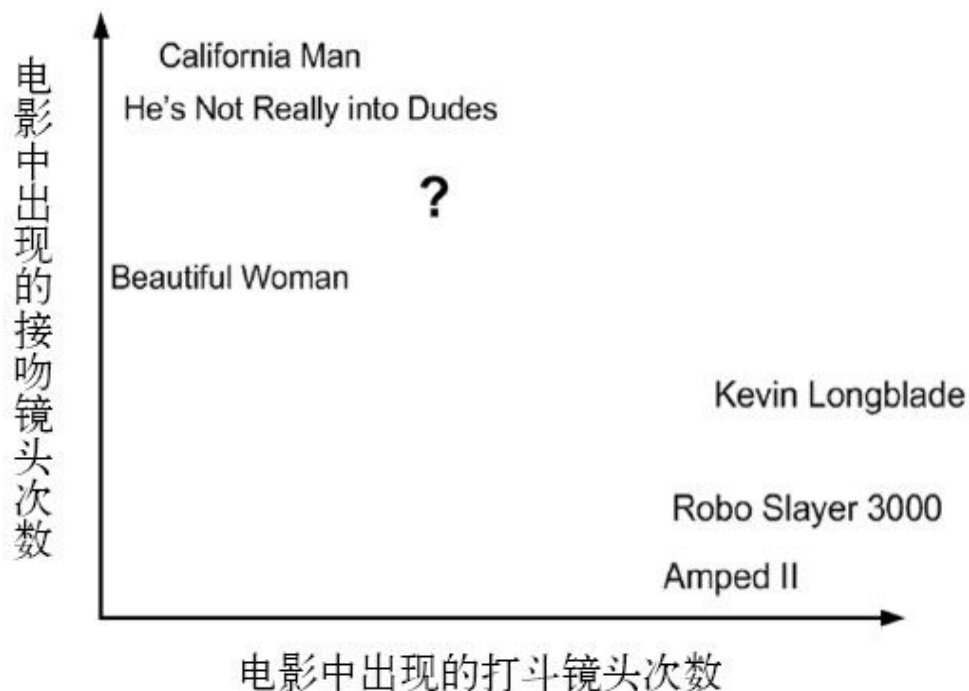 电影中出现的接吻镜头次数
California Man
He's Not Really into Dudes
?
Beautiful Woman
Kevin Longblade
Robo Slayer 3000
Amped II
电影中出现的打斗镜头次数